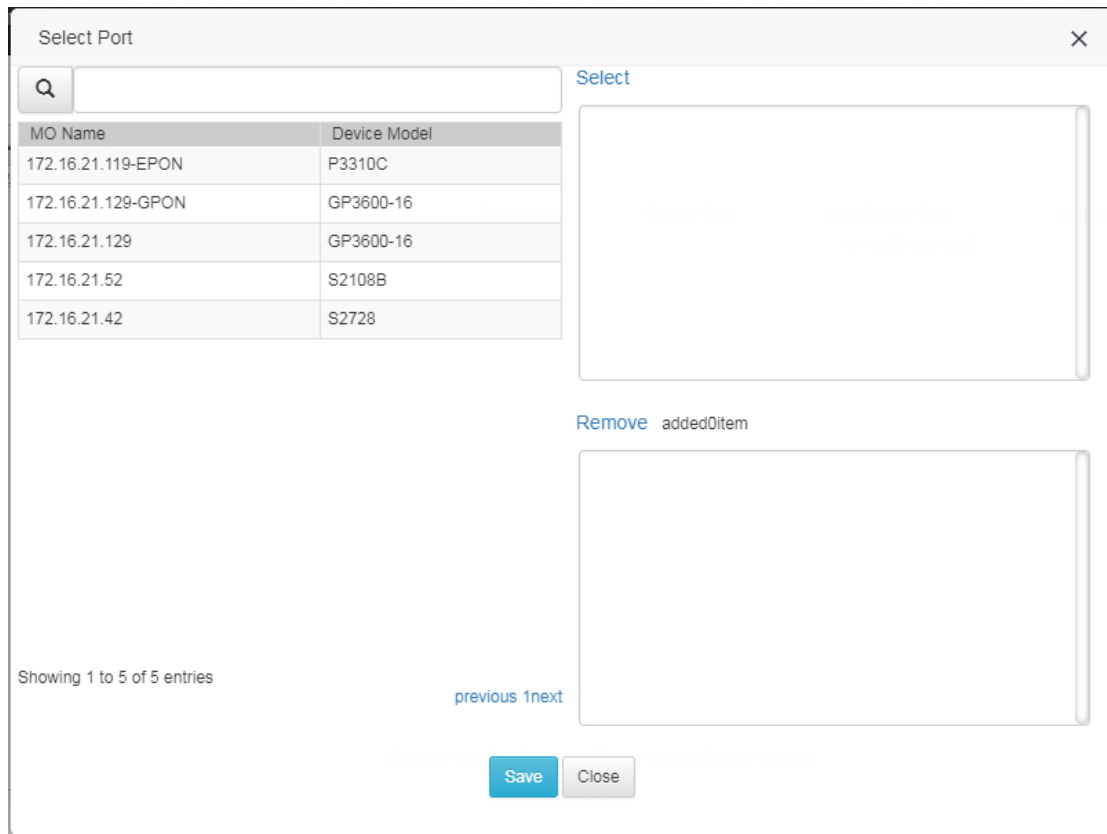 Select Port
Select
MO Name Device Model
172.16.21.119-EPON P3310C
172.16.21.129-GPON GP3600-16
172.16.21.129 GP3600-16
172.16.21.52 S2108B
172.16.21.42 S2728
Remove added0item
Showing 1 to 5 of 5 entries
previous 1next
Save Close